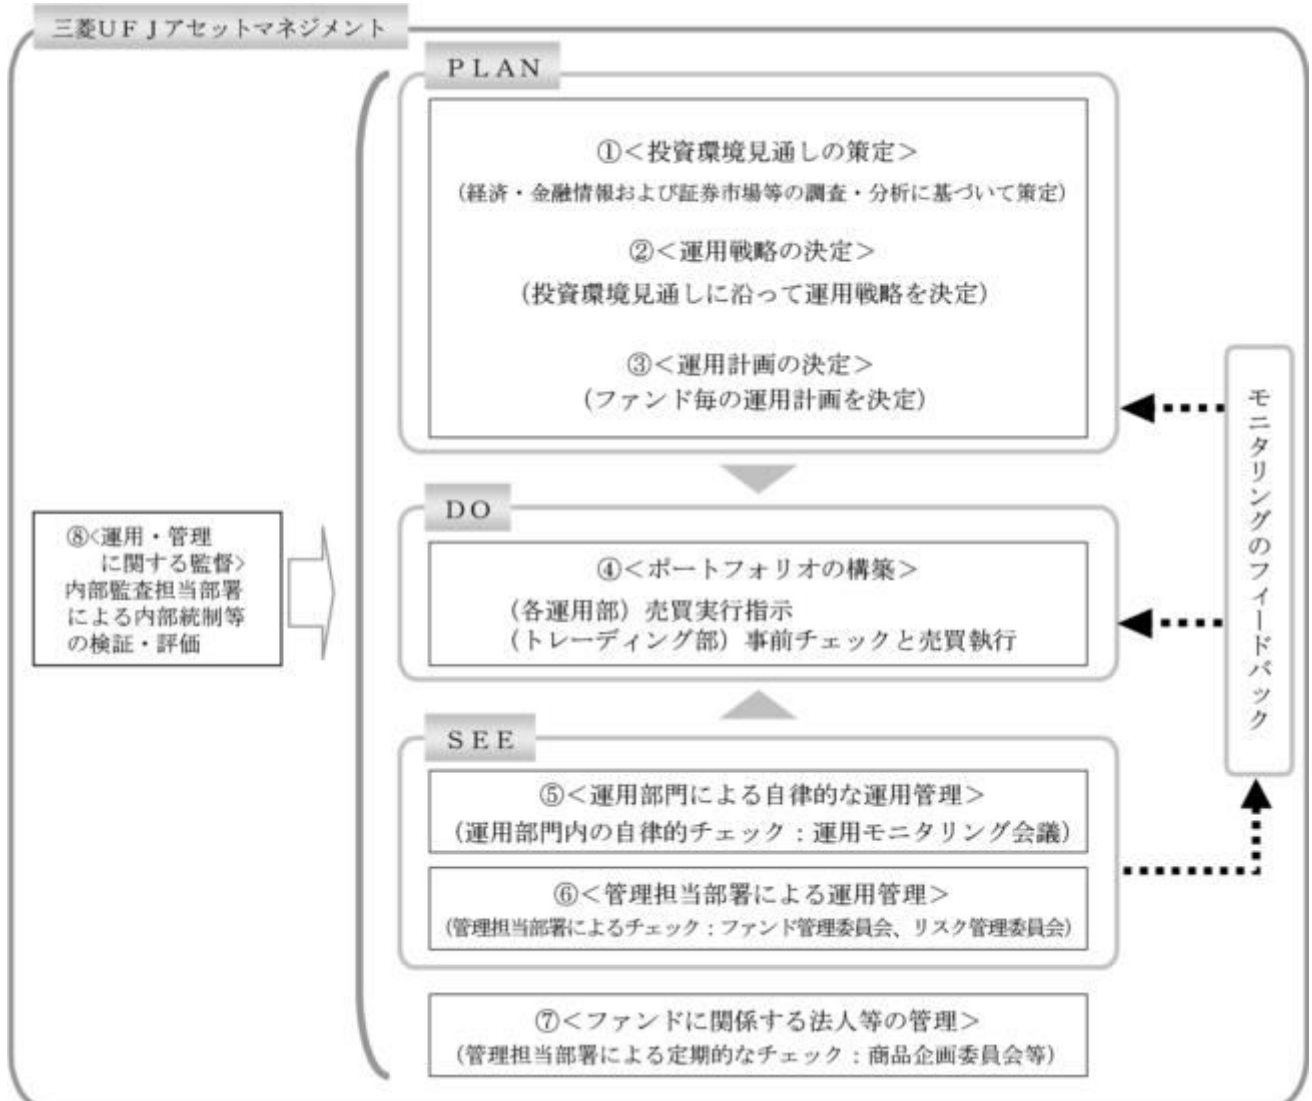 三菱ＵＦＪアセットマネジメント
ＰＬＡＮ
①＜投資環境見通しの策定＞
（経済・金融情報および証券市場等の調査・分析に基づいて策定）
②＜運用戦略の決定＞
（投資環境見通しに沿って運用戦略を決定）
③＜運用計画の決定＞
（ファンド毎の運用計画を決定）
ＤＯ
④＜ポートフォリオの構築＞
（各運用部）売買実行指示
（トレーディング部）事前チェックと売買執行
ＳＥＥ
⑤＜運用部門による自律的な運用管理＞
（運用部門内の自律的チェック：運用モニタリング会議）
⑥＜管理担当部署による運用管理＞
（管理担当部署によるチェック：ファンド管理委員会、リスク管理委員会）
⑦＜ファンドに関係する法人等の管理＞
（管理担当部署による定期的なチェック：商品企画委員会等）
⑧<運用・管理
に関する監督>
内部監査担当部署
による内部統制等
の検証・評価
モニタリングのフィードバック